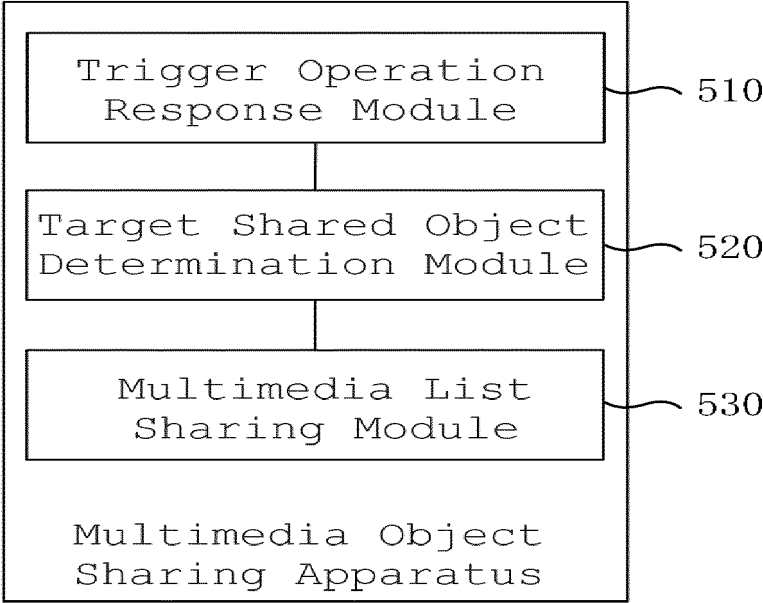 Trigger Operation
Response Module
510
Target Shared Object
Determination Module
520
Multimedia List
Sharing Module
530
Multimedia Object
Sharing Apparatus